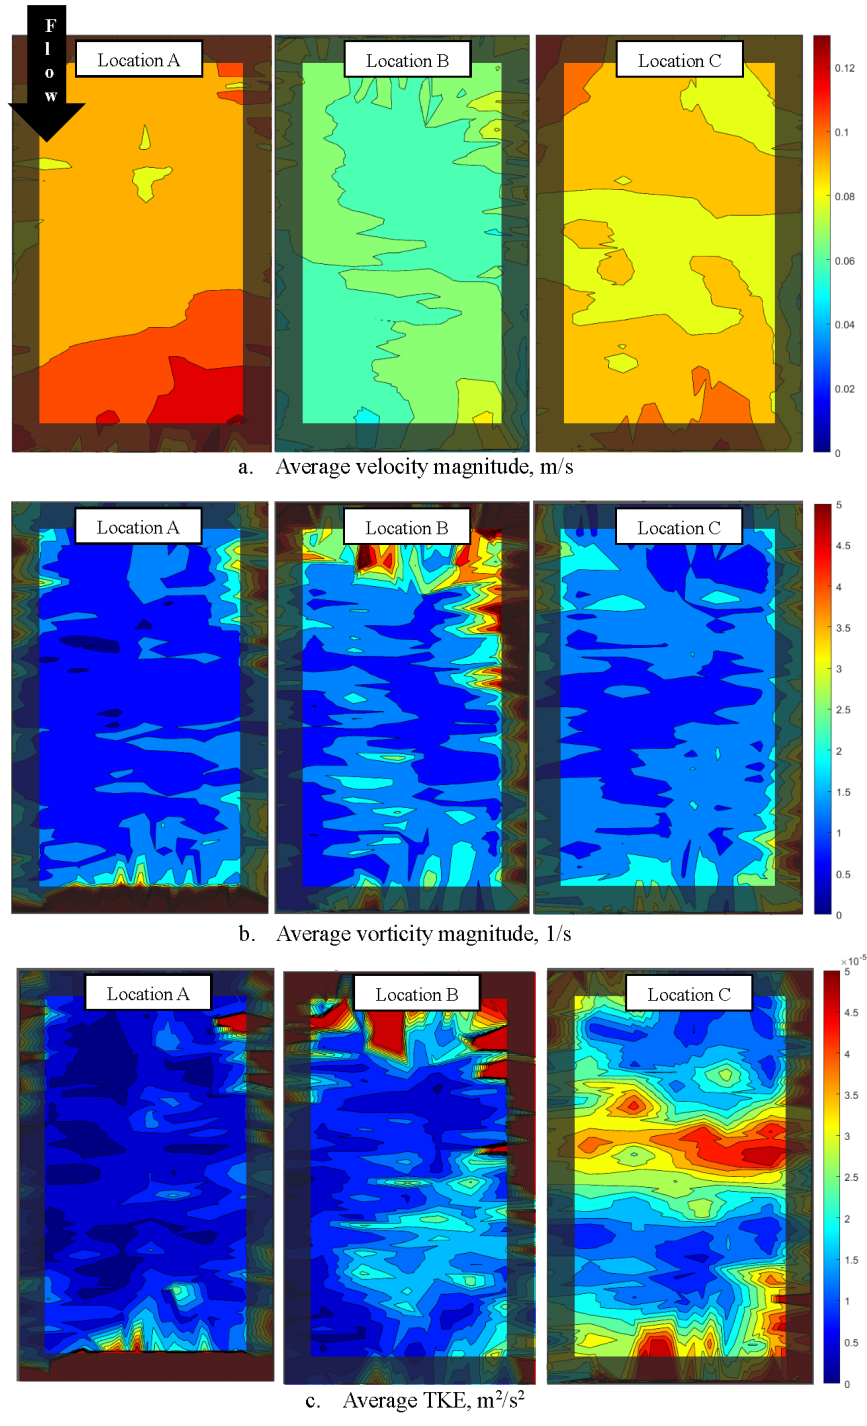 Flow
Location A
Location B
Location C
0.12
0.1
0.08
0.06
0.04
0.02
0
a. Average velocity magnitude, m/s
Location A
Location B
Location C
5
4.5
4
3.5
3
2.5
2
1.5
1
0.5
0
b. Average vorticity magnitude, 1/s
Location A
Location B
Location C
×10⁻⁵
5
4.5
4
3.5
3
2.5
2
1.5
1
0.5
0
c. Average TKE, m²/s²